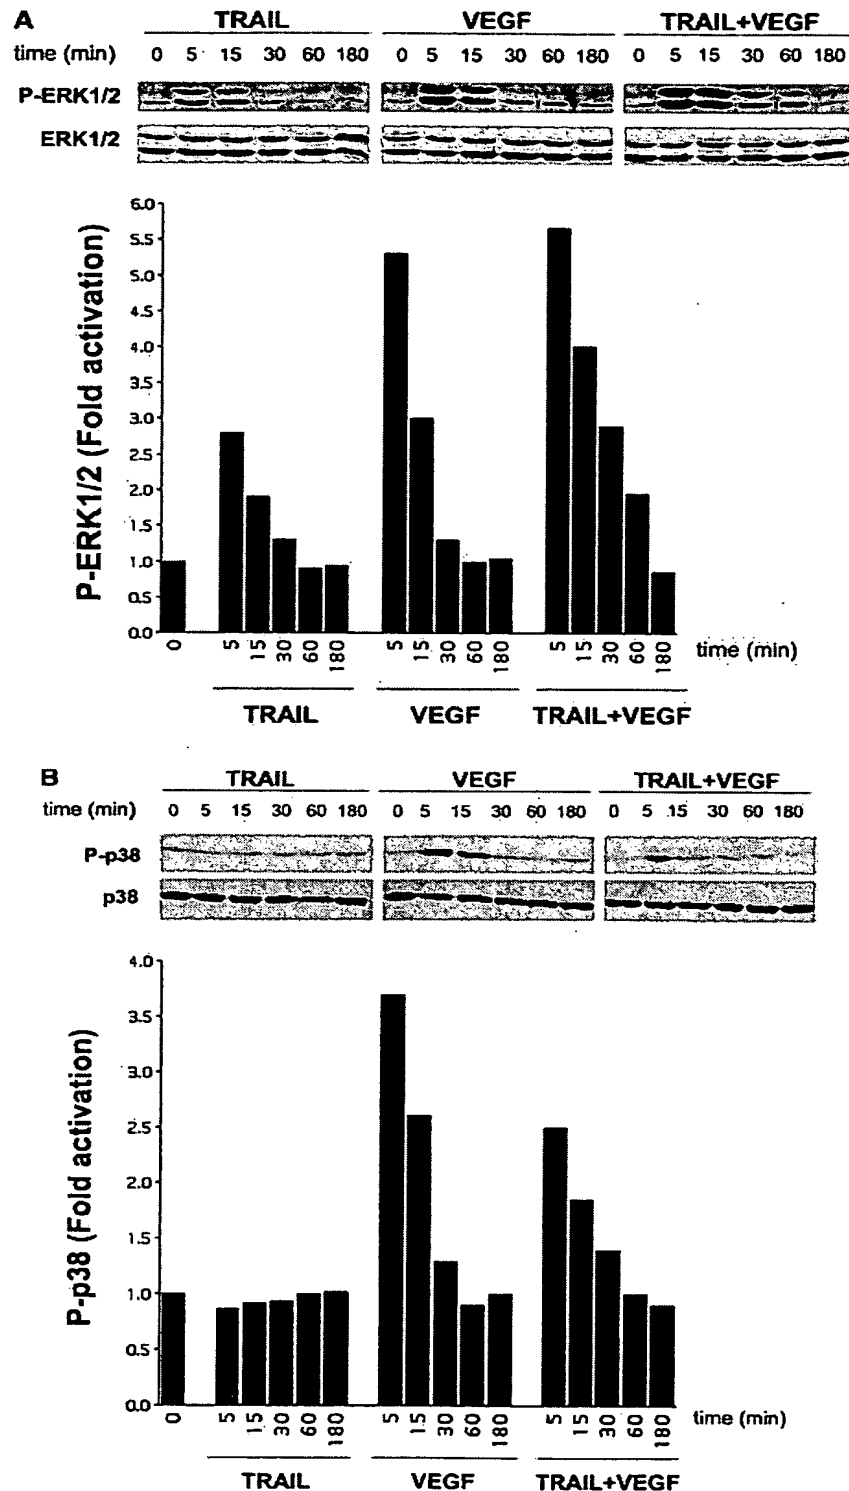 A
TRAIL VEGF TRAIL+VEGF
time (min) 0 5 15 30 60 180 0 5 15 30 60 180 0 5 15 30 60 180
P-ERK1/2
ERK1/2
P-ERK1/2 (Fold activation)
6.0
5.5
5.0
4.5
4.0
3.5
3.0
2.5
2.0
1.5
1.0
0.5
0.0
0 5 15 30 60 180 5 15 30 60 180 5 15 30 60 180 time (min)
TRAIL VEGF TRAIL+VEGF
B
TRAIL VEGF TRAIL+VEGF
time (min) 0 5 15 30 60 180 0 5 15 30 60 180 0 5 15 30 60 180
P-p38
p38
P-p38 (Fold activation)
4.0
3.5
3.0
2.5
2.0
1.5
1.0
0.5
0.0
0 5 15 30 60 180 5 15 30 60 180 5 15 30 60 180 time (min)
TRAIL VEGF TRAIL+VEGF